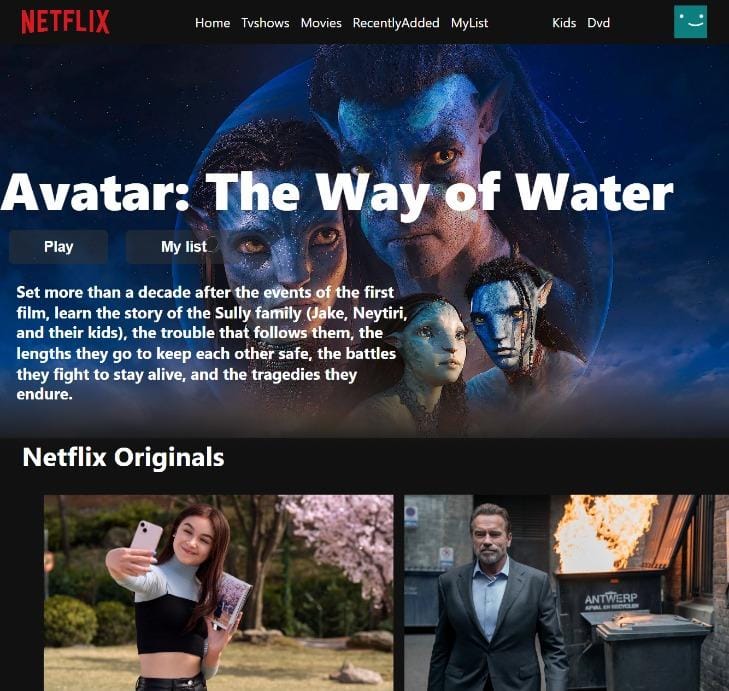 NETFLIX
Home Tvshows Movies RecentlyAdded MyList Kids Dvd
Avatar: The Way of Water
Play My list
Set more than a decade after the events of the first
film, learn the story of the Sully family (Jake, Neytiri,
and their kids), the trouble that follows them, the
lengths they go to keep each other safe, the battles
they fight to stay alive, and the tragedies they
endure.
Netflix Originals
ANTWERP
AFVAL EN RECYCLEN